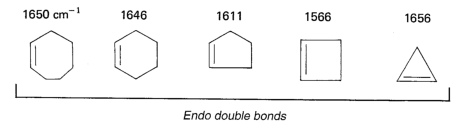 1650 cm⁻¹ 1646 1611 1566 1656
Endo double bonds